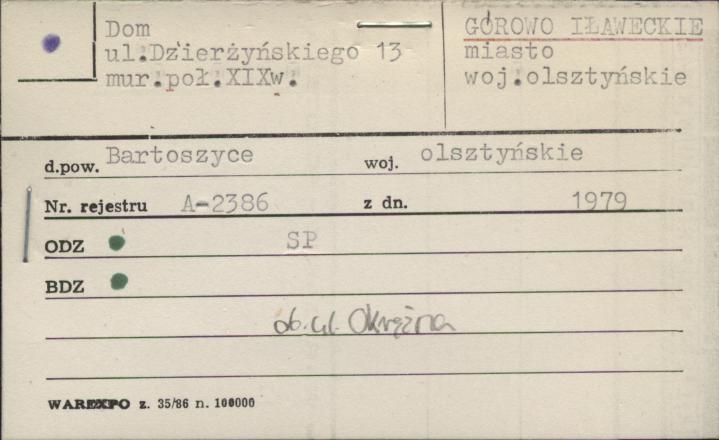 Dom
ul.Dzierżyńskiego 13
mur.poł.XIXw.
GÓROWO IŁAWECKIE
miasto
woj.olsztyńskie
d.pow. Bartoszyce woj. olsztyńskie
Nr. rejestru A-2386 z dn. 1979
ODZ SP
BDZ
ob. ul. Okrężna
WAREXPO z. 35/86 n. 100000